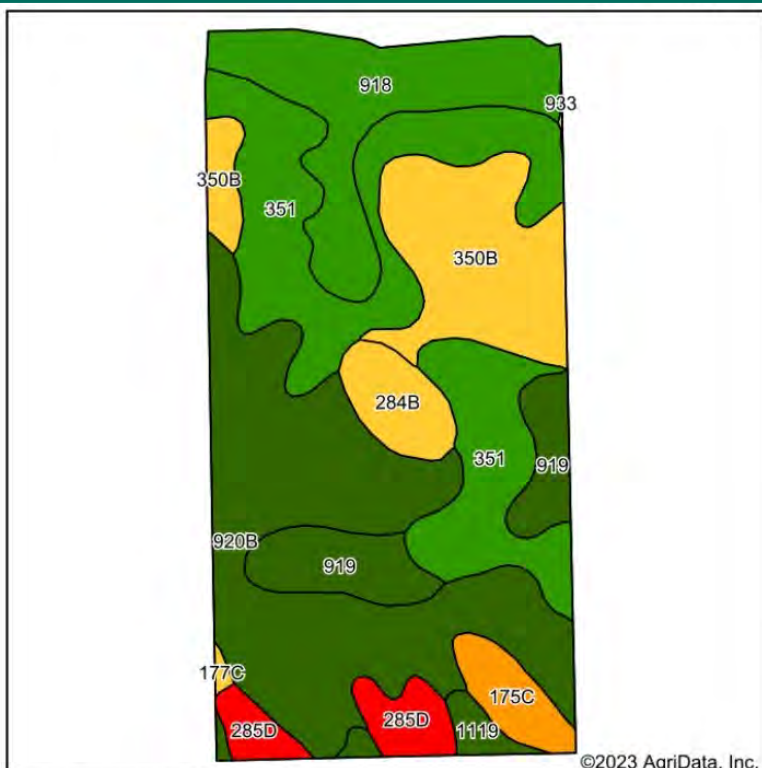 918
933
350B
351
350B
284B
351
919
920B
919
177C
175C
285D
285D
1119
©2023 AgriData, Inc.